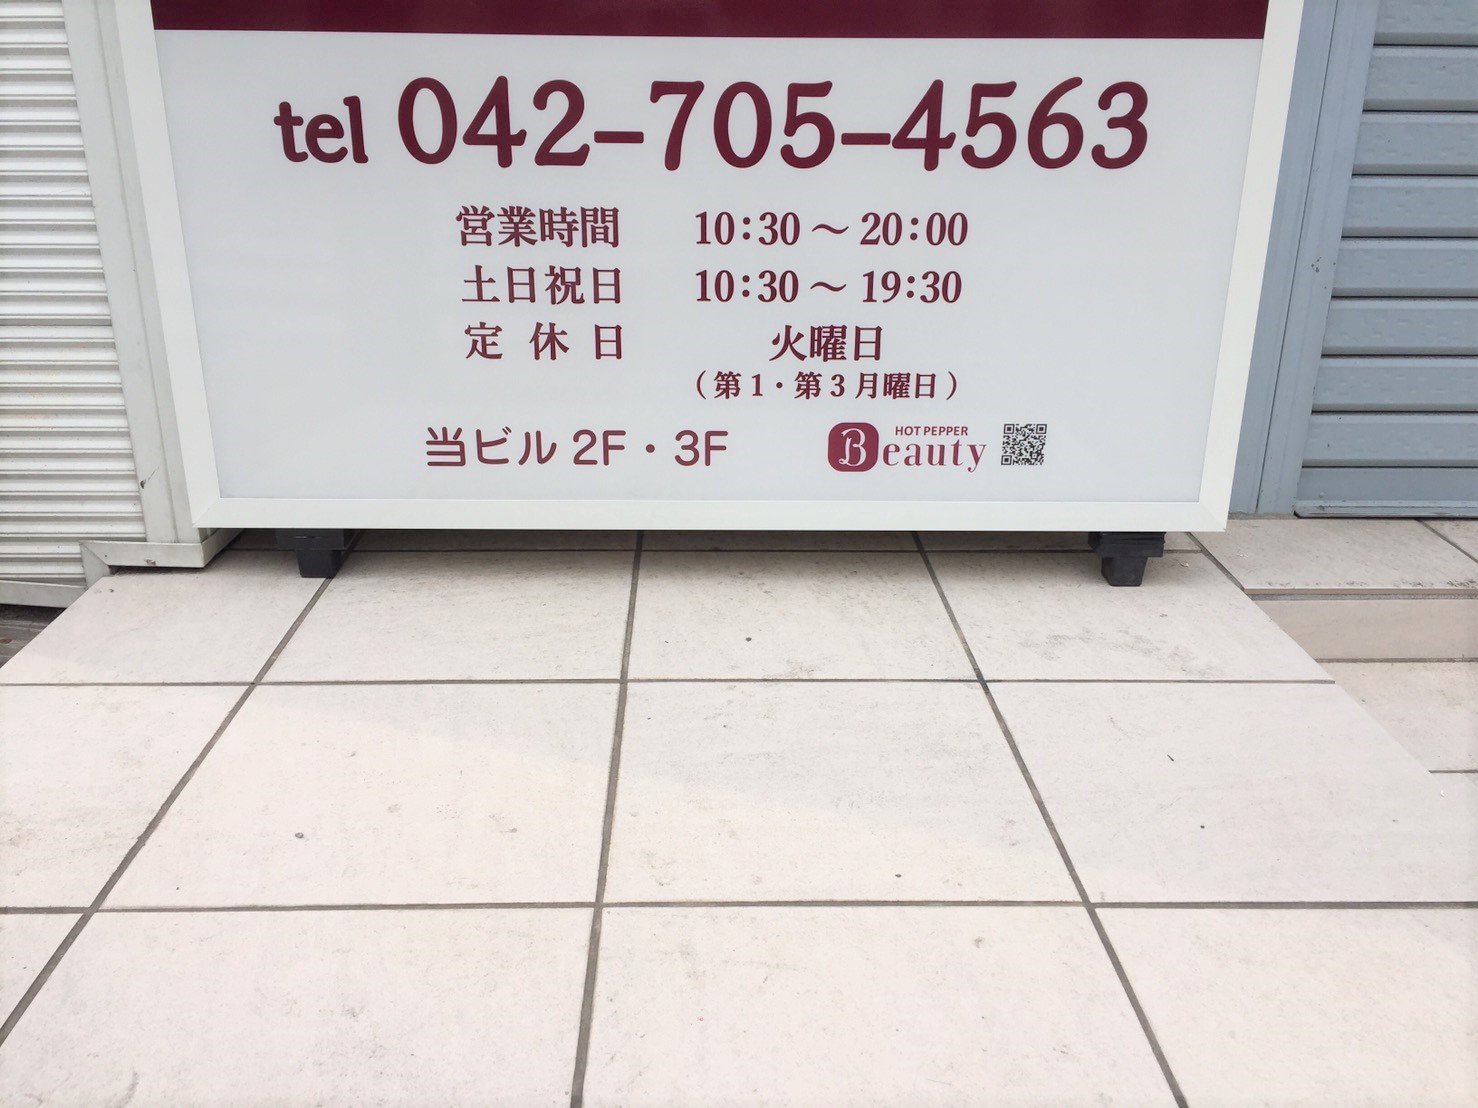 tel 042-705-4563
営業時間 10:30～20:00
土日祝日 10:30～19:30
定休日 火曜日
（第1・第3月曜日）
当ビル 2F・3F
HOT PEPPER
Beauty